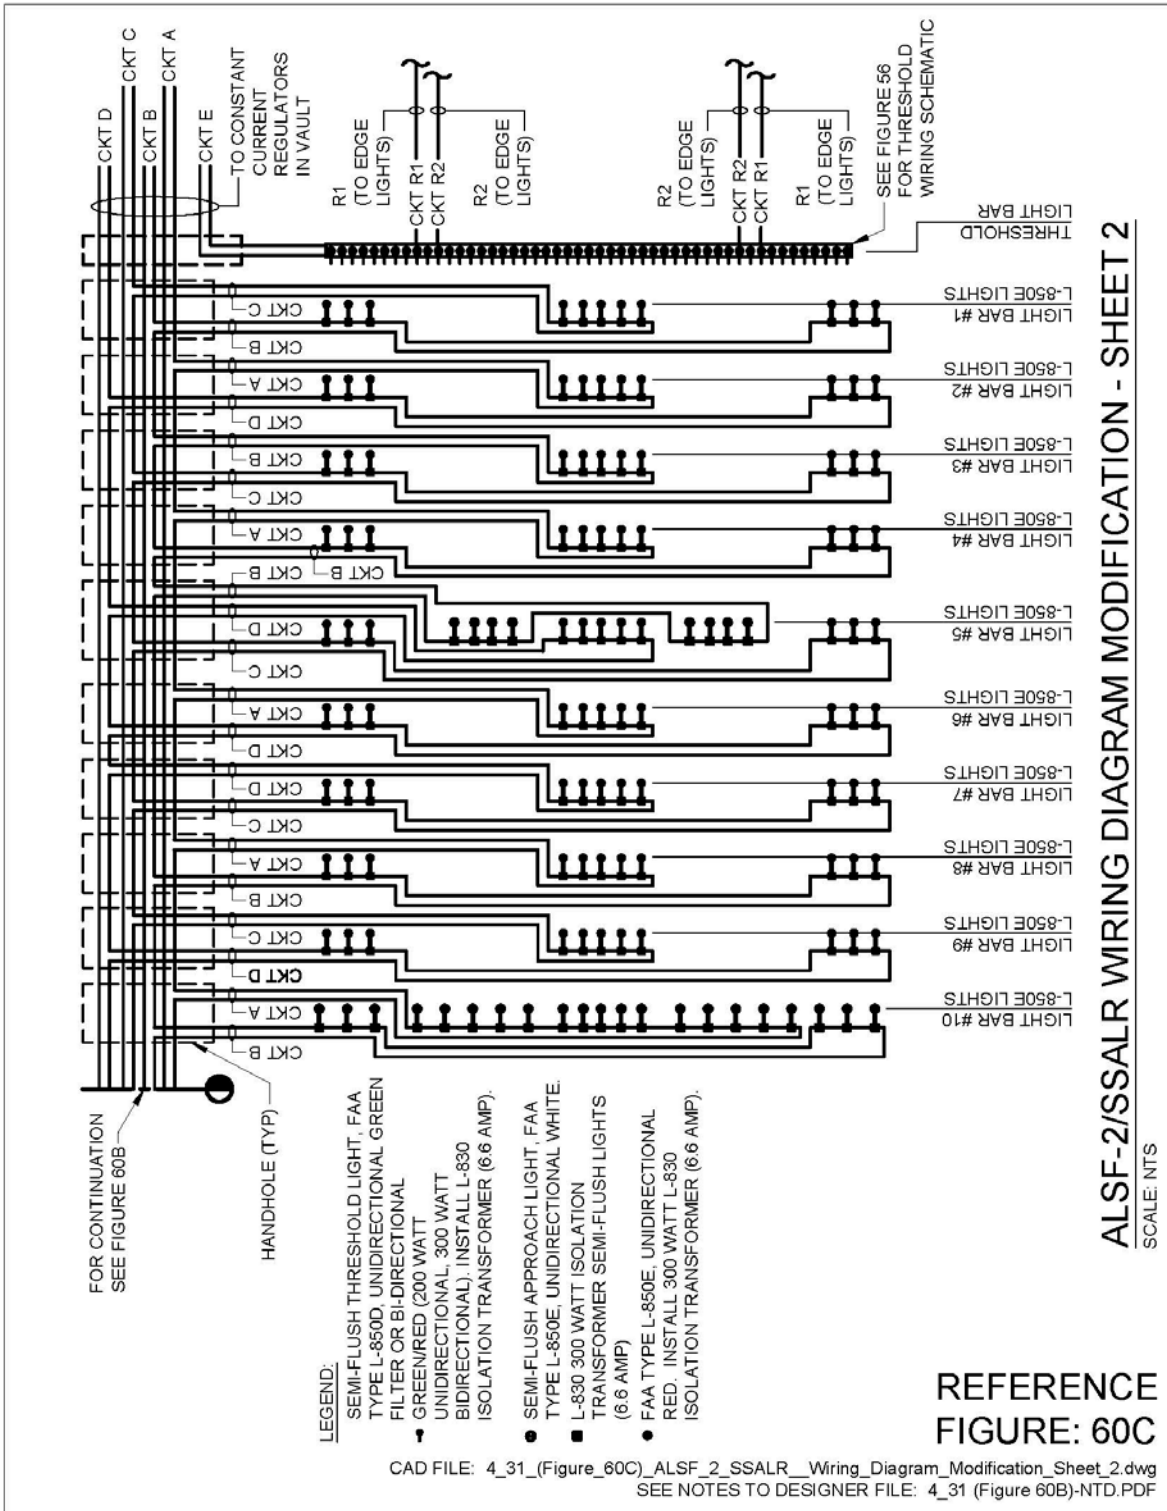 CKT D
CKT C
CKT B
CKT A
CKT E
TO CONSTANT
CURRENT
REGULATORS
IN VAULT
R1
(TO EDGE
LIGHTS)
CKT R1
CKT R2
R2
(TO EDGE
LIGHTS)
R2
(TO EDGE
LIGHTS)
CKT R2
CKT R1
R1
(TO EDGE
LIGHTS)
SEE FIGURE 56
FOR THRESHOLD
WIRING SCHEMATIC
THRESHOLD
LIGHT BAR
CKT C
CKT B
LIGHT BAR #1
L-850E LIGHTS
CKT A
CKT D
LIGHT BAR #2
L-850E LIGHTS
CKT B
CKT C
LIGHT BAR #3
L-850E LIGHTS
CKT A
CKT B
LIGHT BAR #4
L-850E LIGHTS
CKT B
CKT D
CKT C
LIGHT BAR #5
L-850E LIGHTS
CKT A
CKT D
LIGHT BAR #6
L-850E LIGHTS
CKT D
CKT C
LIGHT BAR #7
L-850E LIGHTS
CKT A
CKT B
LIGHT BAR #8
L-850E LIGHTS
CKT C
CKT D
LIGHT BAR #9
L-850E LIGHTS
CKT A
CKT B
LIGHT BAR #10
L-850E LIGHTS
FOR CONTINUATION
SEE FIGURE 60B
HANDHOLE (TYP)
LEGEND:
SEMI-FLUSH THRESHOLD LIGHT, FAA
TYPE L-850D, UNIDIRECTIONAL GREEN
FILTER OR BI-DIRECTIONAL
GREEN/RED (200 WATT
UNIDIRECTIONAL, 300 WATT
BIDIRECTIONAL). INSTALL L-830
ISOLATION TRANSFORMER (6.6 AMP).
SEMI-FLUSH APPROACH LIGHT, FAA
TYPE L-850E, UNIDIRECTIONAL WHITE.
L-830 300 WATT ISOLATION
TRANSFORMER SEMI-FLUSH LIGHTS
(6.6 AMP)
FAA TYPE L-850E, UNIDIRECTIONAL
RED. INSTALL 300 WATT L-830
ISOLATION TRANSFORMER (6.6 AMP).
ALSF-2/SSALR WIRING DIAGRAM MODIFICATION - SHEET 2
SCALE: NTS
REFERENCE
FIGURE: 60C
CAD FILE: 4_31_(Figure_60C)_ALSF_2_SSALR__Wiring_Diagram_Modification_Sheet_2.dwg
SEE NOTES TO DESIGNER FILE: 4_31 (Figure 60B)-NTD.PDF